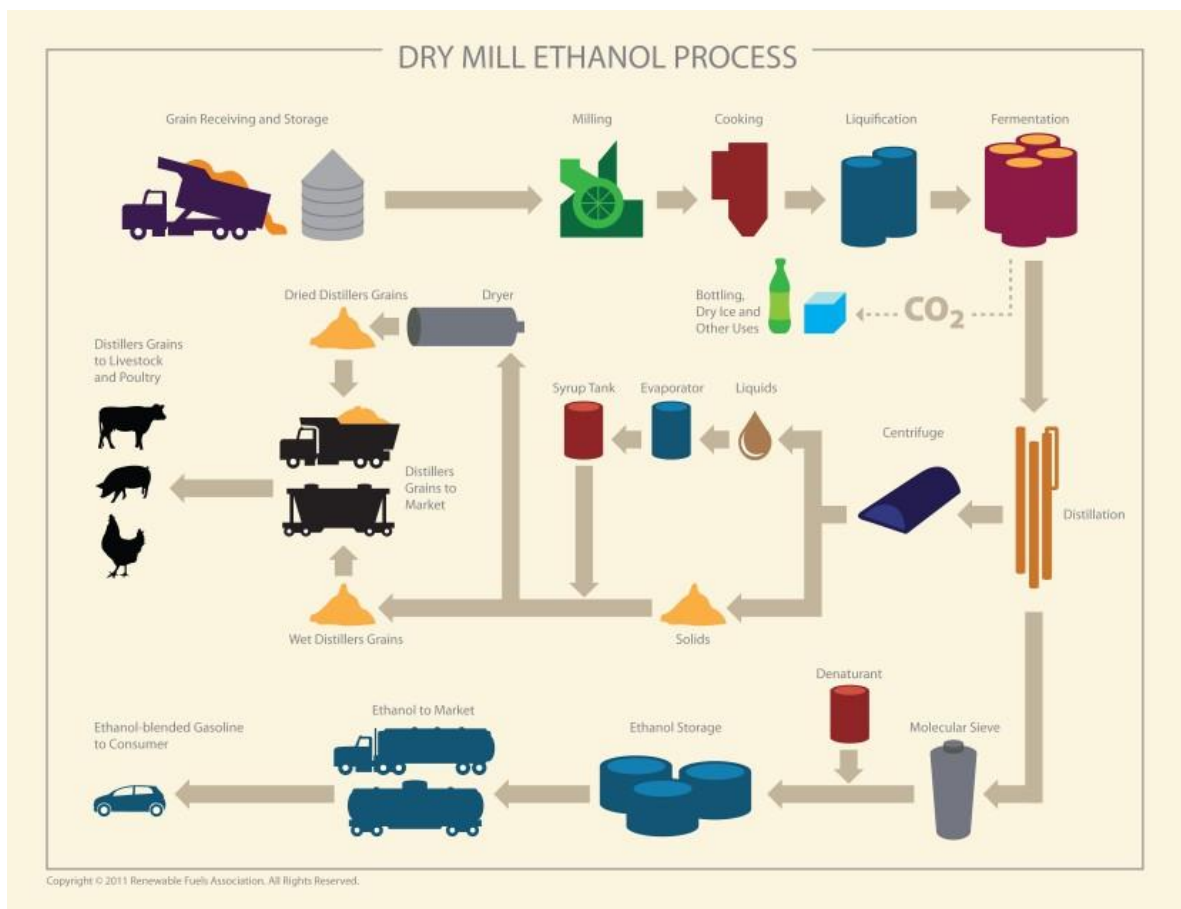 DRY MILL ETHANOL PROCESS
Grain Receiving and Storage
Milling
Cooking
Liquification
Fermentation
Bottling,
Dry Ice and
Other Uses
CO2
Dried Distillers Grains
Dryer
Distillers Grains
to Livestock
and Poultry
Syrup Tank
Evaporator
Liquids
Centrifuge
Distillers
Grains to
Market
Distillation
Wet Distillers Grains
Solids
Denaturant
Ethanol-blended Gasoline
to Consumer
Ethanol to Market
Ethanol Storage
Molecular Sieve
Copyright © 2011 Renewable Fuels Association. All Rights Reserved.